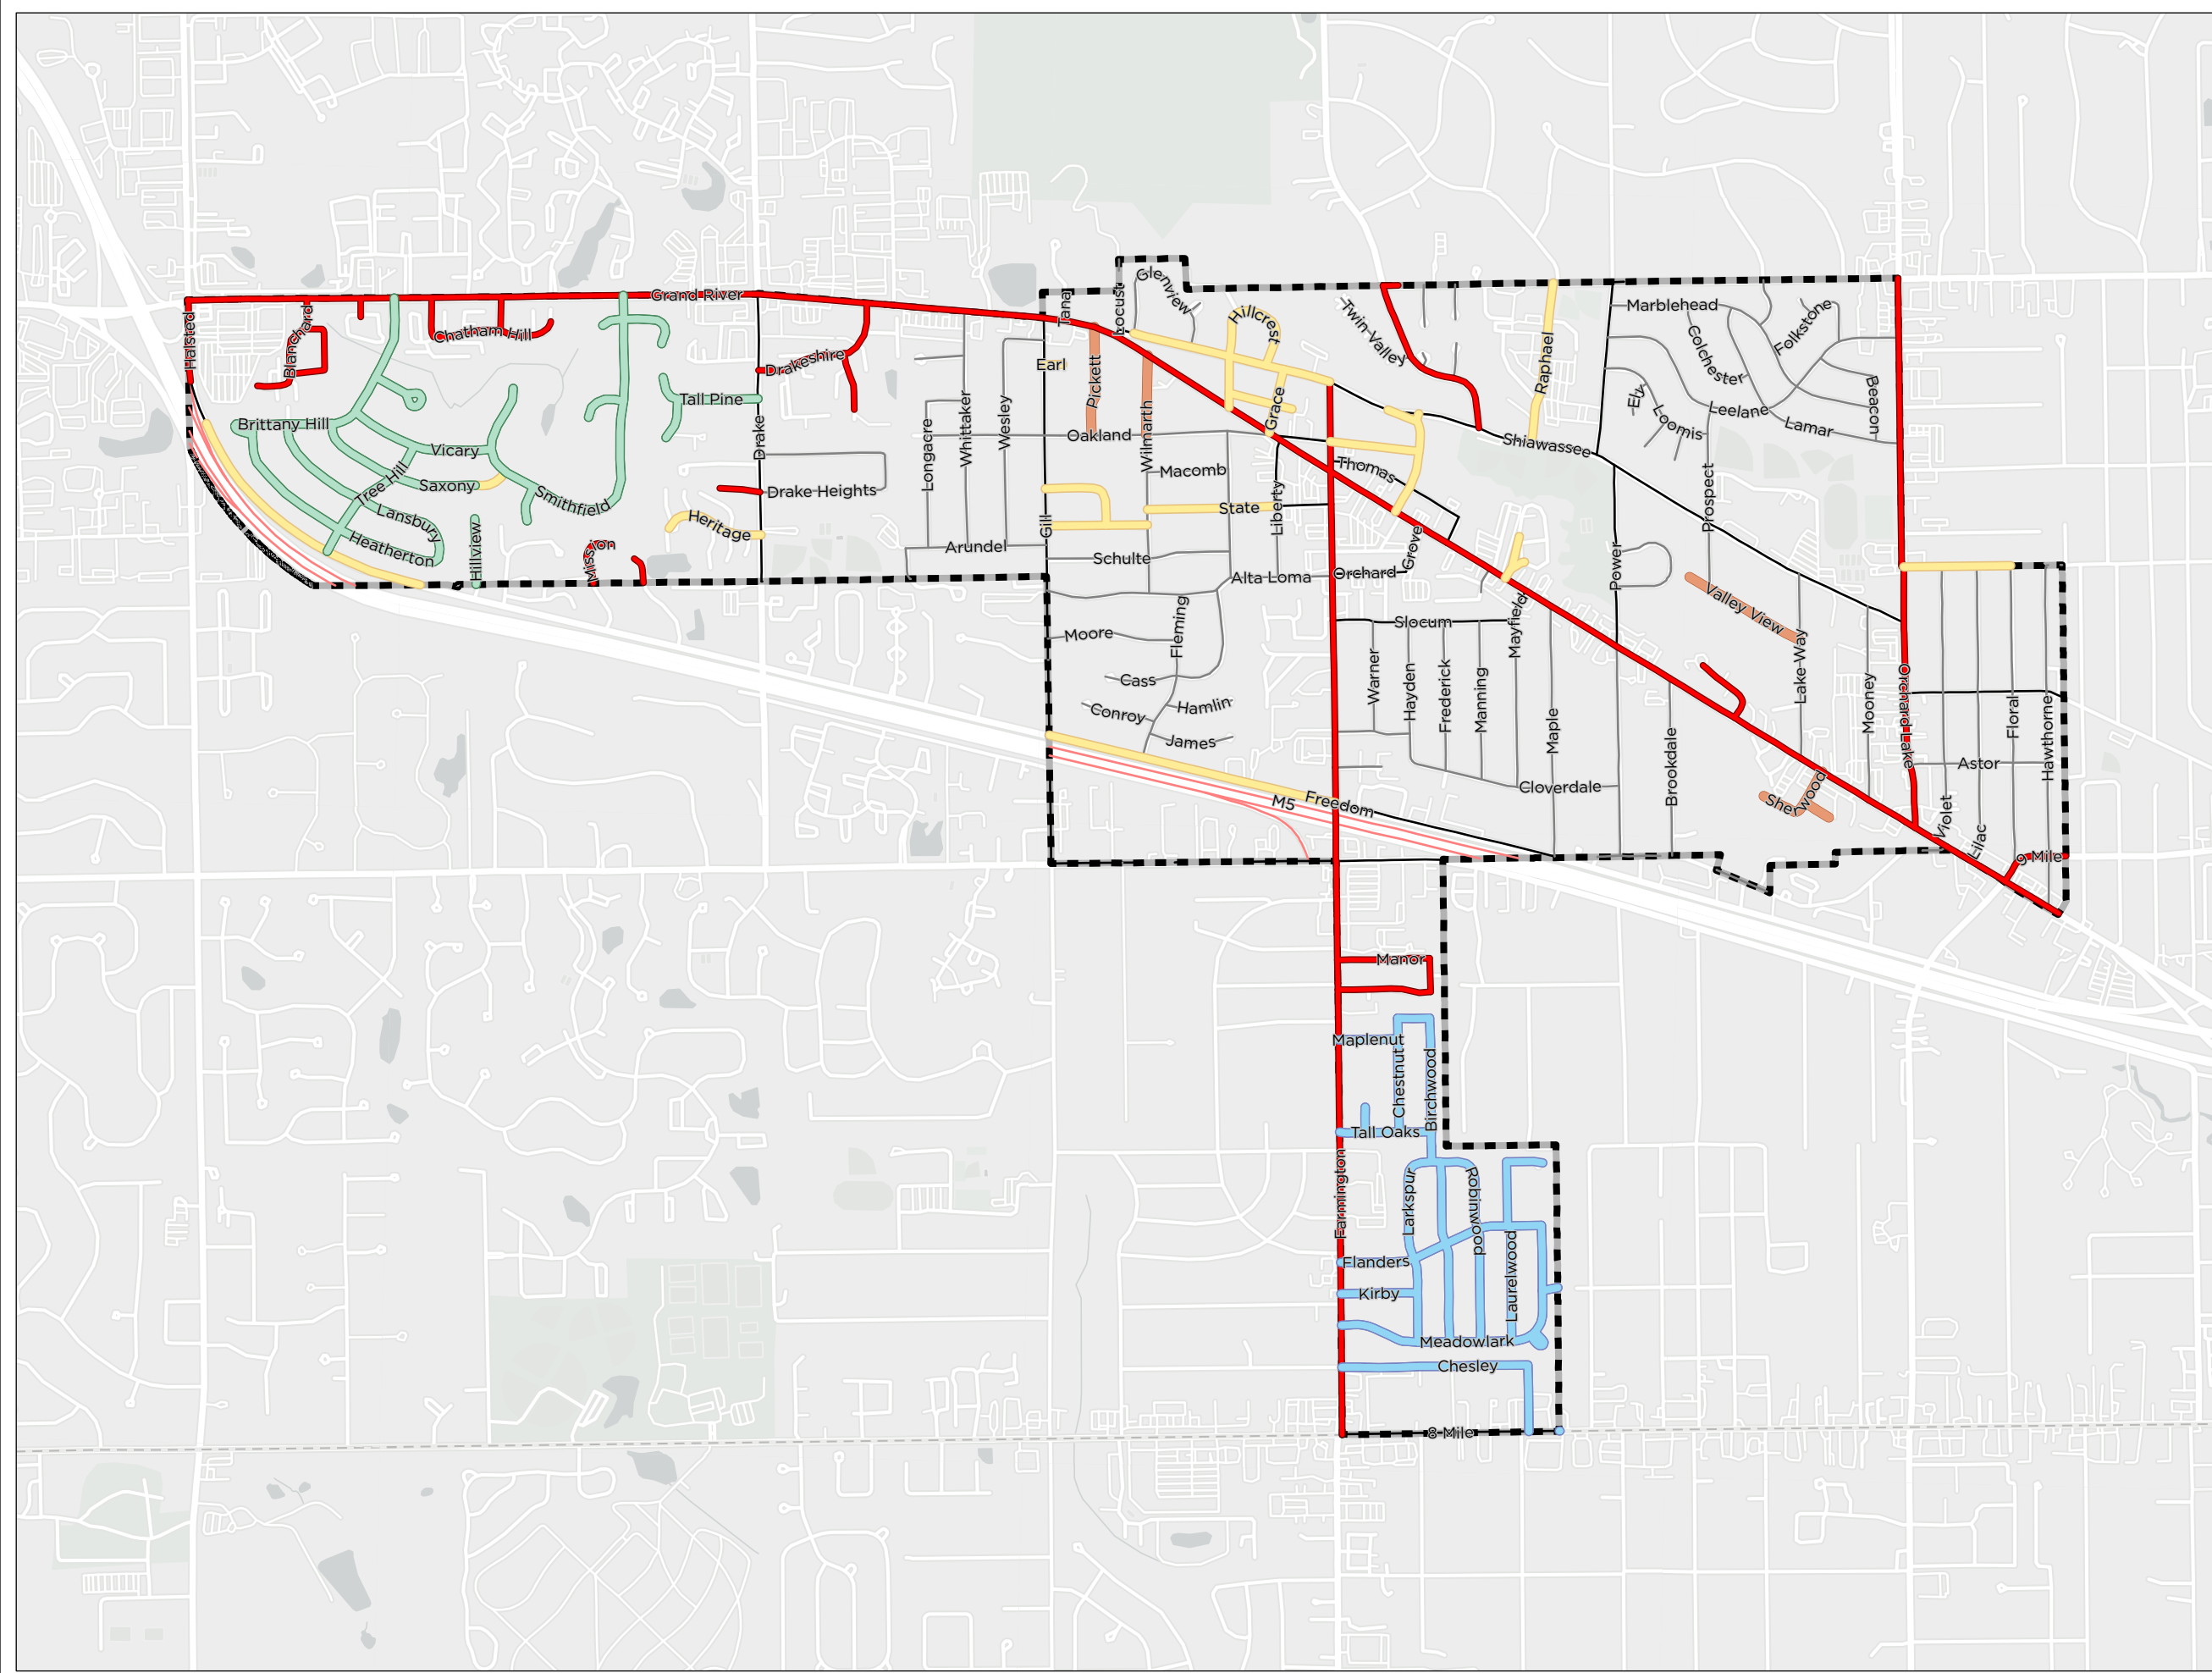 Glenview
Tanaj
Locust
Grand River
Halsted
Blanchard
Chatham Hill
Hillcrest
Twin Valley
Marblehead
Folkstone
Colchester
Raphael
Drakeshire
Earl
Pickett
Tall Pine
Grace
Ely
Beacon
Leelane
Loomis
Lamar
Brittany Hill
Vicary
Drake
Longacre
Whittaker
Wesley
Oakland
Wilmarth
Shiawassee
Thomas
Macomb
Tree Hill
Saxony
Smithfield
Drake Heights
State
Liberty
Prospect
Lansbury
Heritage
Gill
Heatherton
Hillview
Mission
Arundel
Schulte
Alta Loma
Orchard
Grove
Power
Valley View
Moore
Fleming
Slocum
Mayfield
Cass
Warner
Hayden
Frederick
Manning
Lake Way
Conroy
Hamlin
James
Maple
Brookdale
Mooney
Orchard Lake
Floral
Hawthorne
Astor
M5
Freedom
Cloverdale
Sherwood
Violet
Lilac
9 Mile
Manor
Maplenut
Chestnut
Birchwood
Tall Oaks
Farmington
Larkspur
Robinwood
Flanders
Laurelwood
Kirby
Meadowlark
Chesley
8 Mile